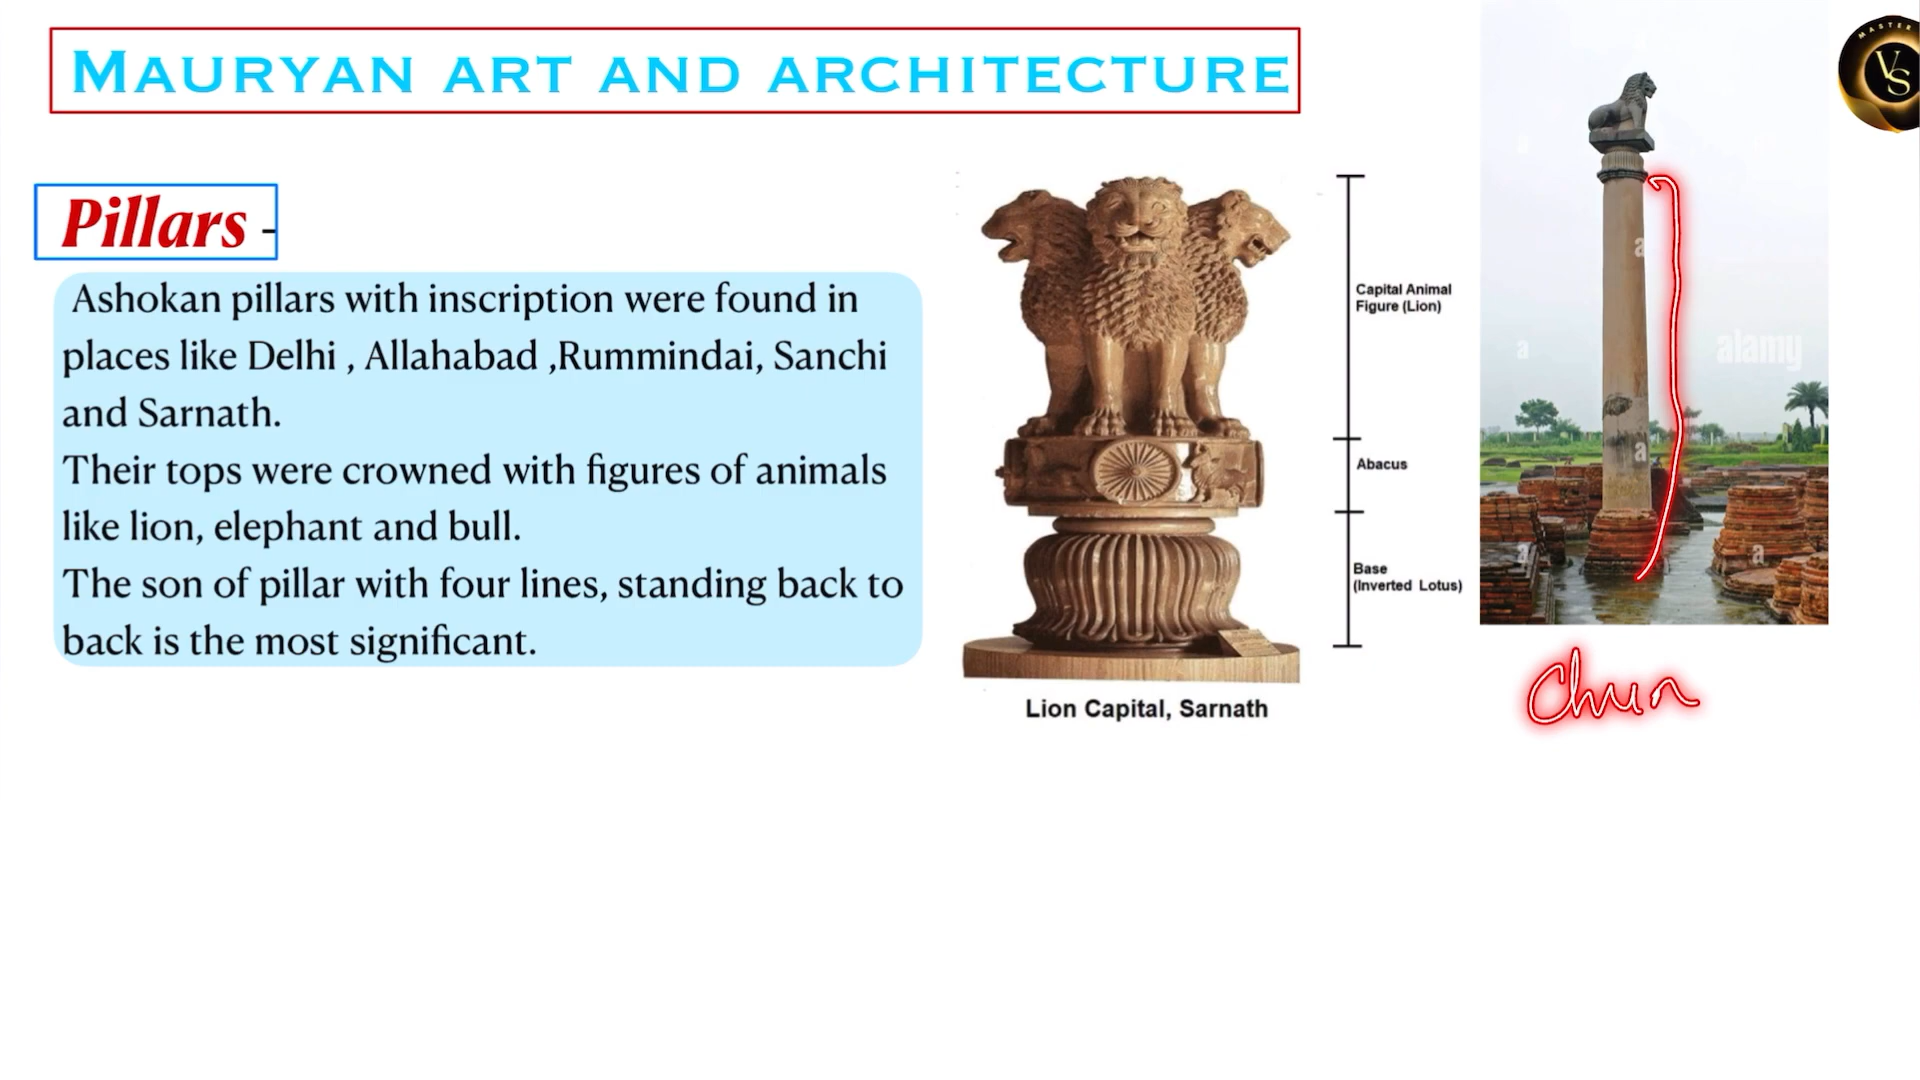 MAURYAN ART AND ARCHITECTURE
MASTER
VS
Pillars -
Ashokan pillars with inscription were found in
places like Delhi , Allahabad ,Rummindai, Sanchi
and Sarnath.
Their tops were crowned with figures of animals
like lion, elephant and bull.
The son of pillar with four lines, standing back to
back is the most significant.
Capital Animal
Figure (Lion)
Abacus
Base
(Inverted Lotus)
Lion Capital, Sarnath
a
a
alamy
a
a
a
Chun